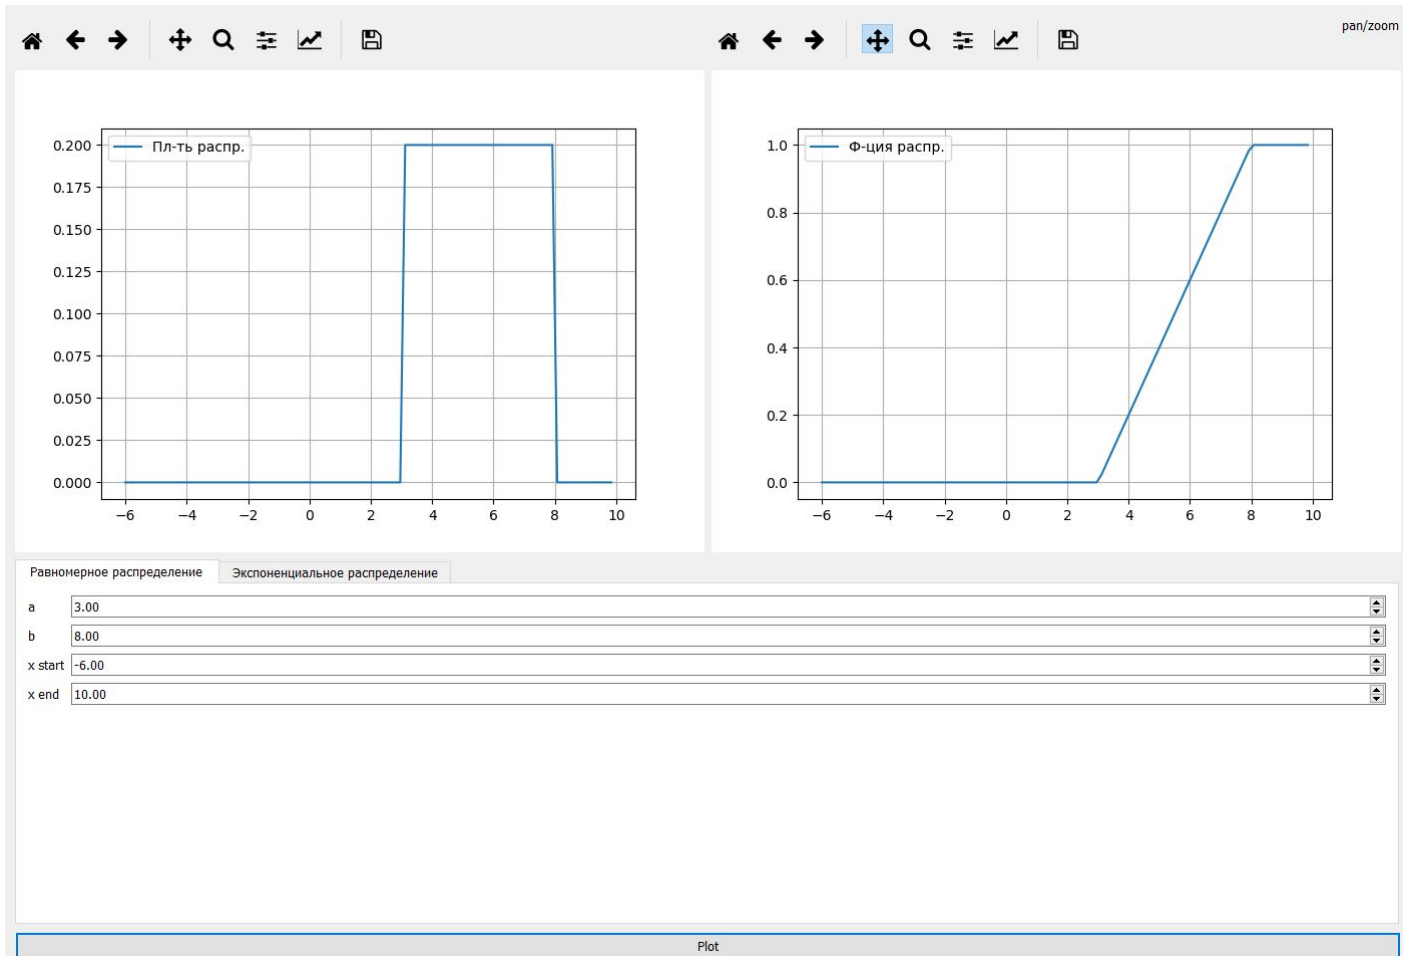 pan/zoom
Пл-ть распр.
0.200
0.175
0.150
0.125
0.100
0.075
0.050
0.025
0.000
−6 −4 −2 0 2 4 6 8 10
Ф-ция распр.
1.0
0.8
0.6
0.4
0.2
0.0
−6 −4 −2 0 2 4 6 8 10
Равномерное распределение Экспоненциальное распределение
a 3.00
b 8.00
x start -6.00
x end 10.00
Plot